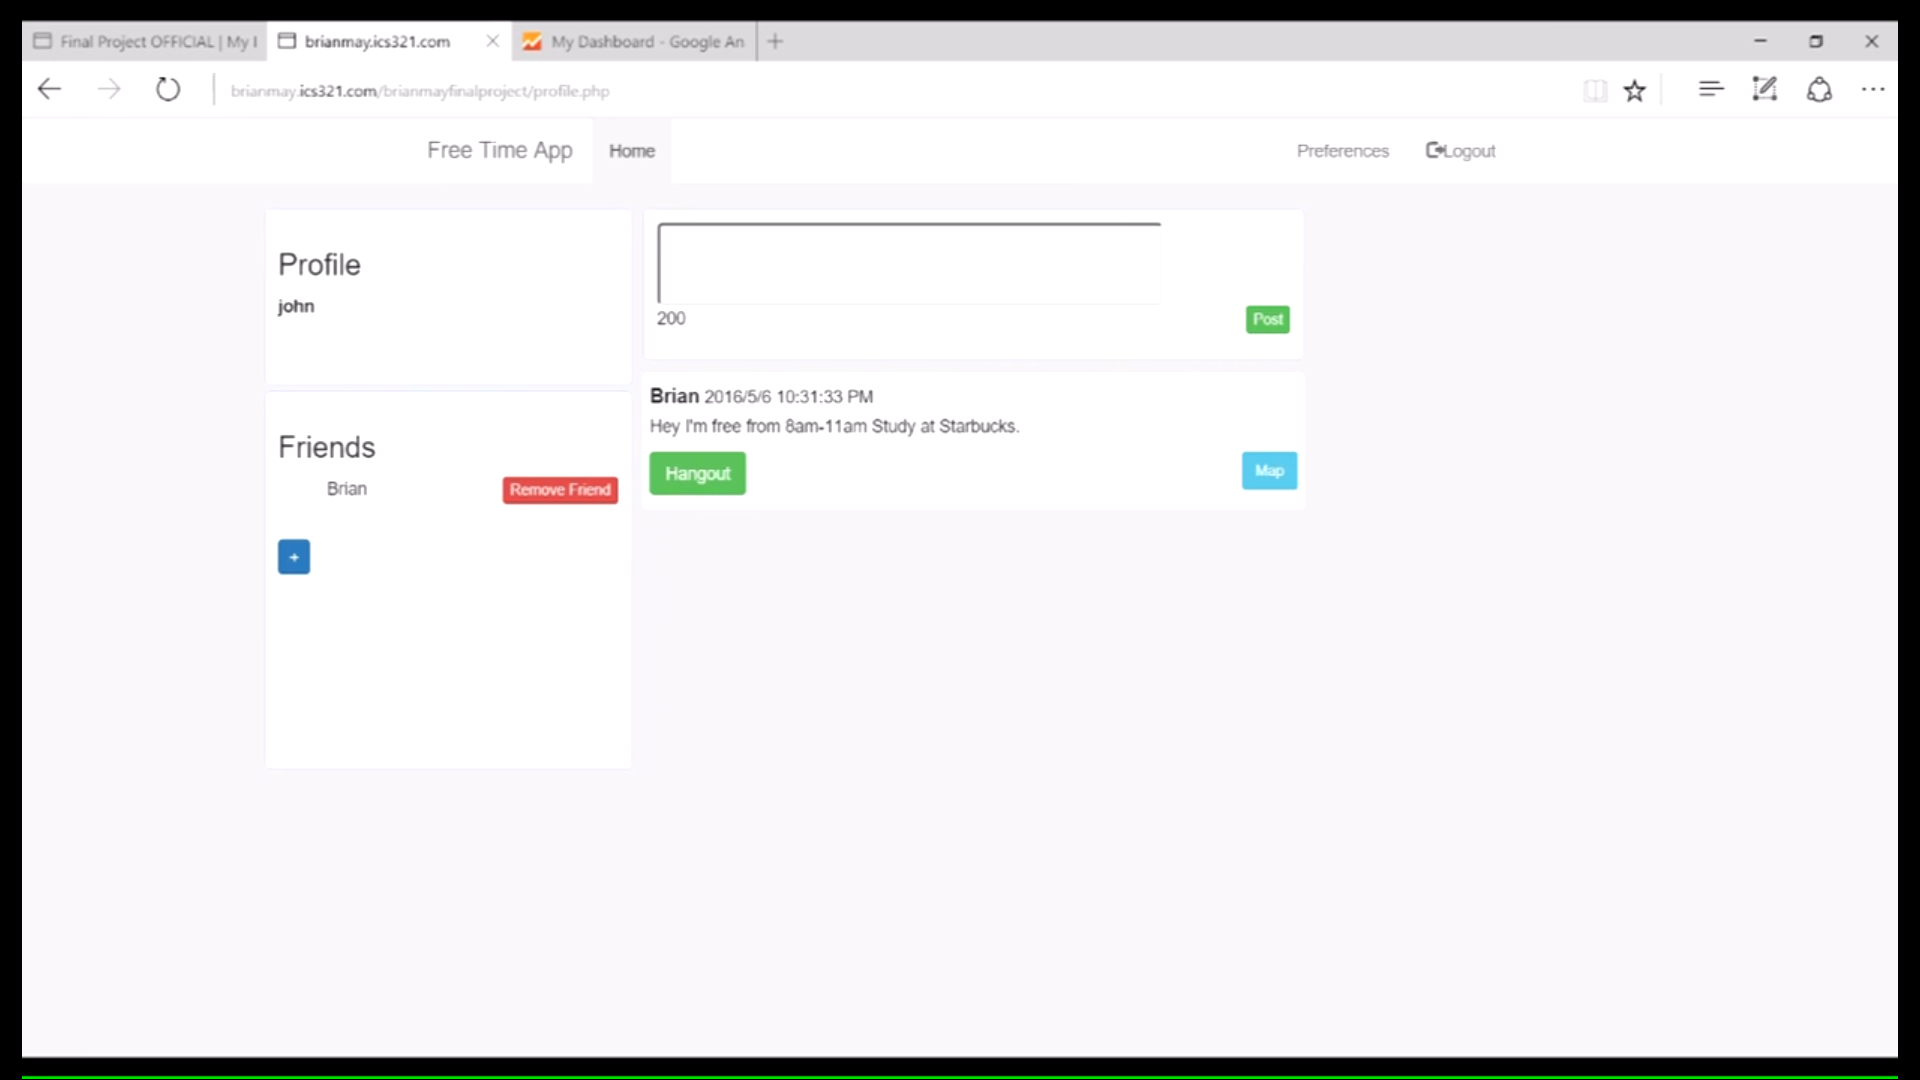 Final Project OFFICIAL | My I
brianmay.ics321.com
My Dashboard - Google An
brianmay.ics321.com/brianmayfinalproject/profile.php
Free Time App
Home
Preferences
Logout
Profile
john
200
Post
Friends
Brian
Remove Friend
+
Brian 2016/5/6 10:31:33 PM
Hey I'm free from 8am-11am Study at Starbucks.
Hangout
Map